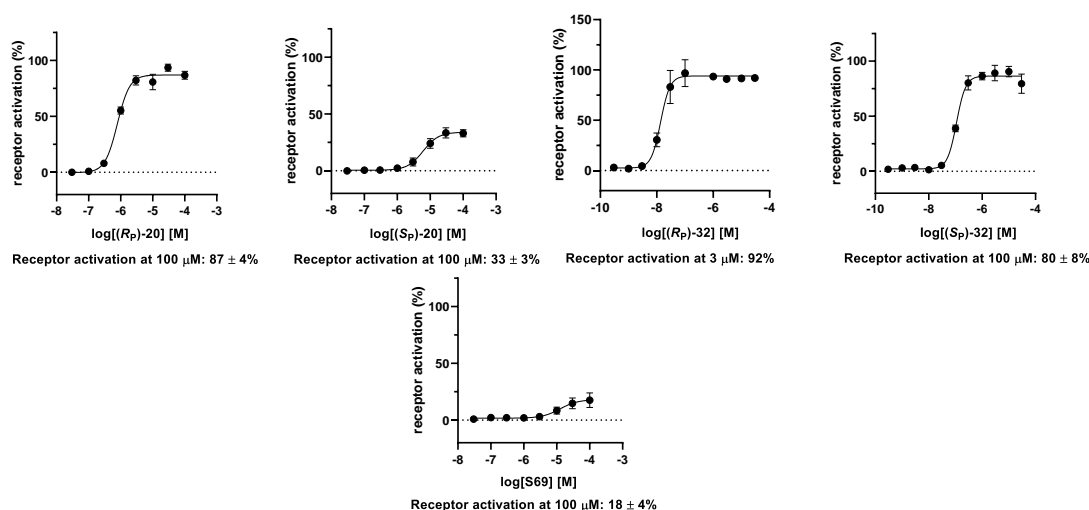 receptor activation (%)
100
50
0
-8 -7 -6 -5 -4 -3
log[(RP)-20] [M]
Receptor activation at 100 μM: 87 ± 4%
receptor activation (%)
100
50
0
-8 -7 -6 -5 -4 -3
log[(SP)-20] [M]
Receptor activation at 100 μM: 33 ± 3%
receptor activation (%)
150
100
50
0
-10 -8 -6 -4
log[(RP)-32] [M]
Receptor activation at 3 μM: 92%
receptor activation (%)
100
50
0
-10 -8 -6 -4
log[(SP)-32] [M]
Receptor activation at 100 μM: 80 ± 8%
receptor activation (%)
100
50
0
-8 -7 -6 -5 -4 -3
log[S69] [M]
Receptor activation at 100 μM: 18 ± 4%